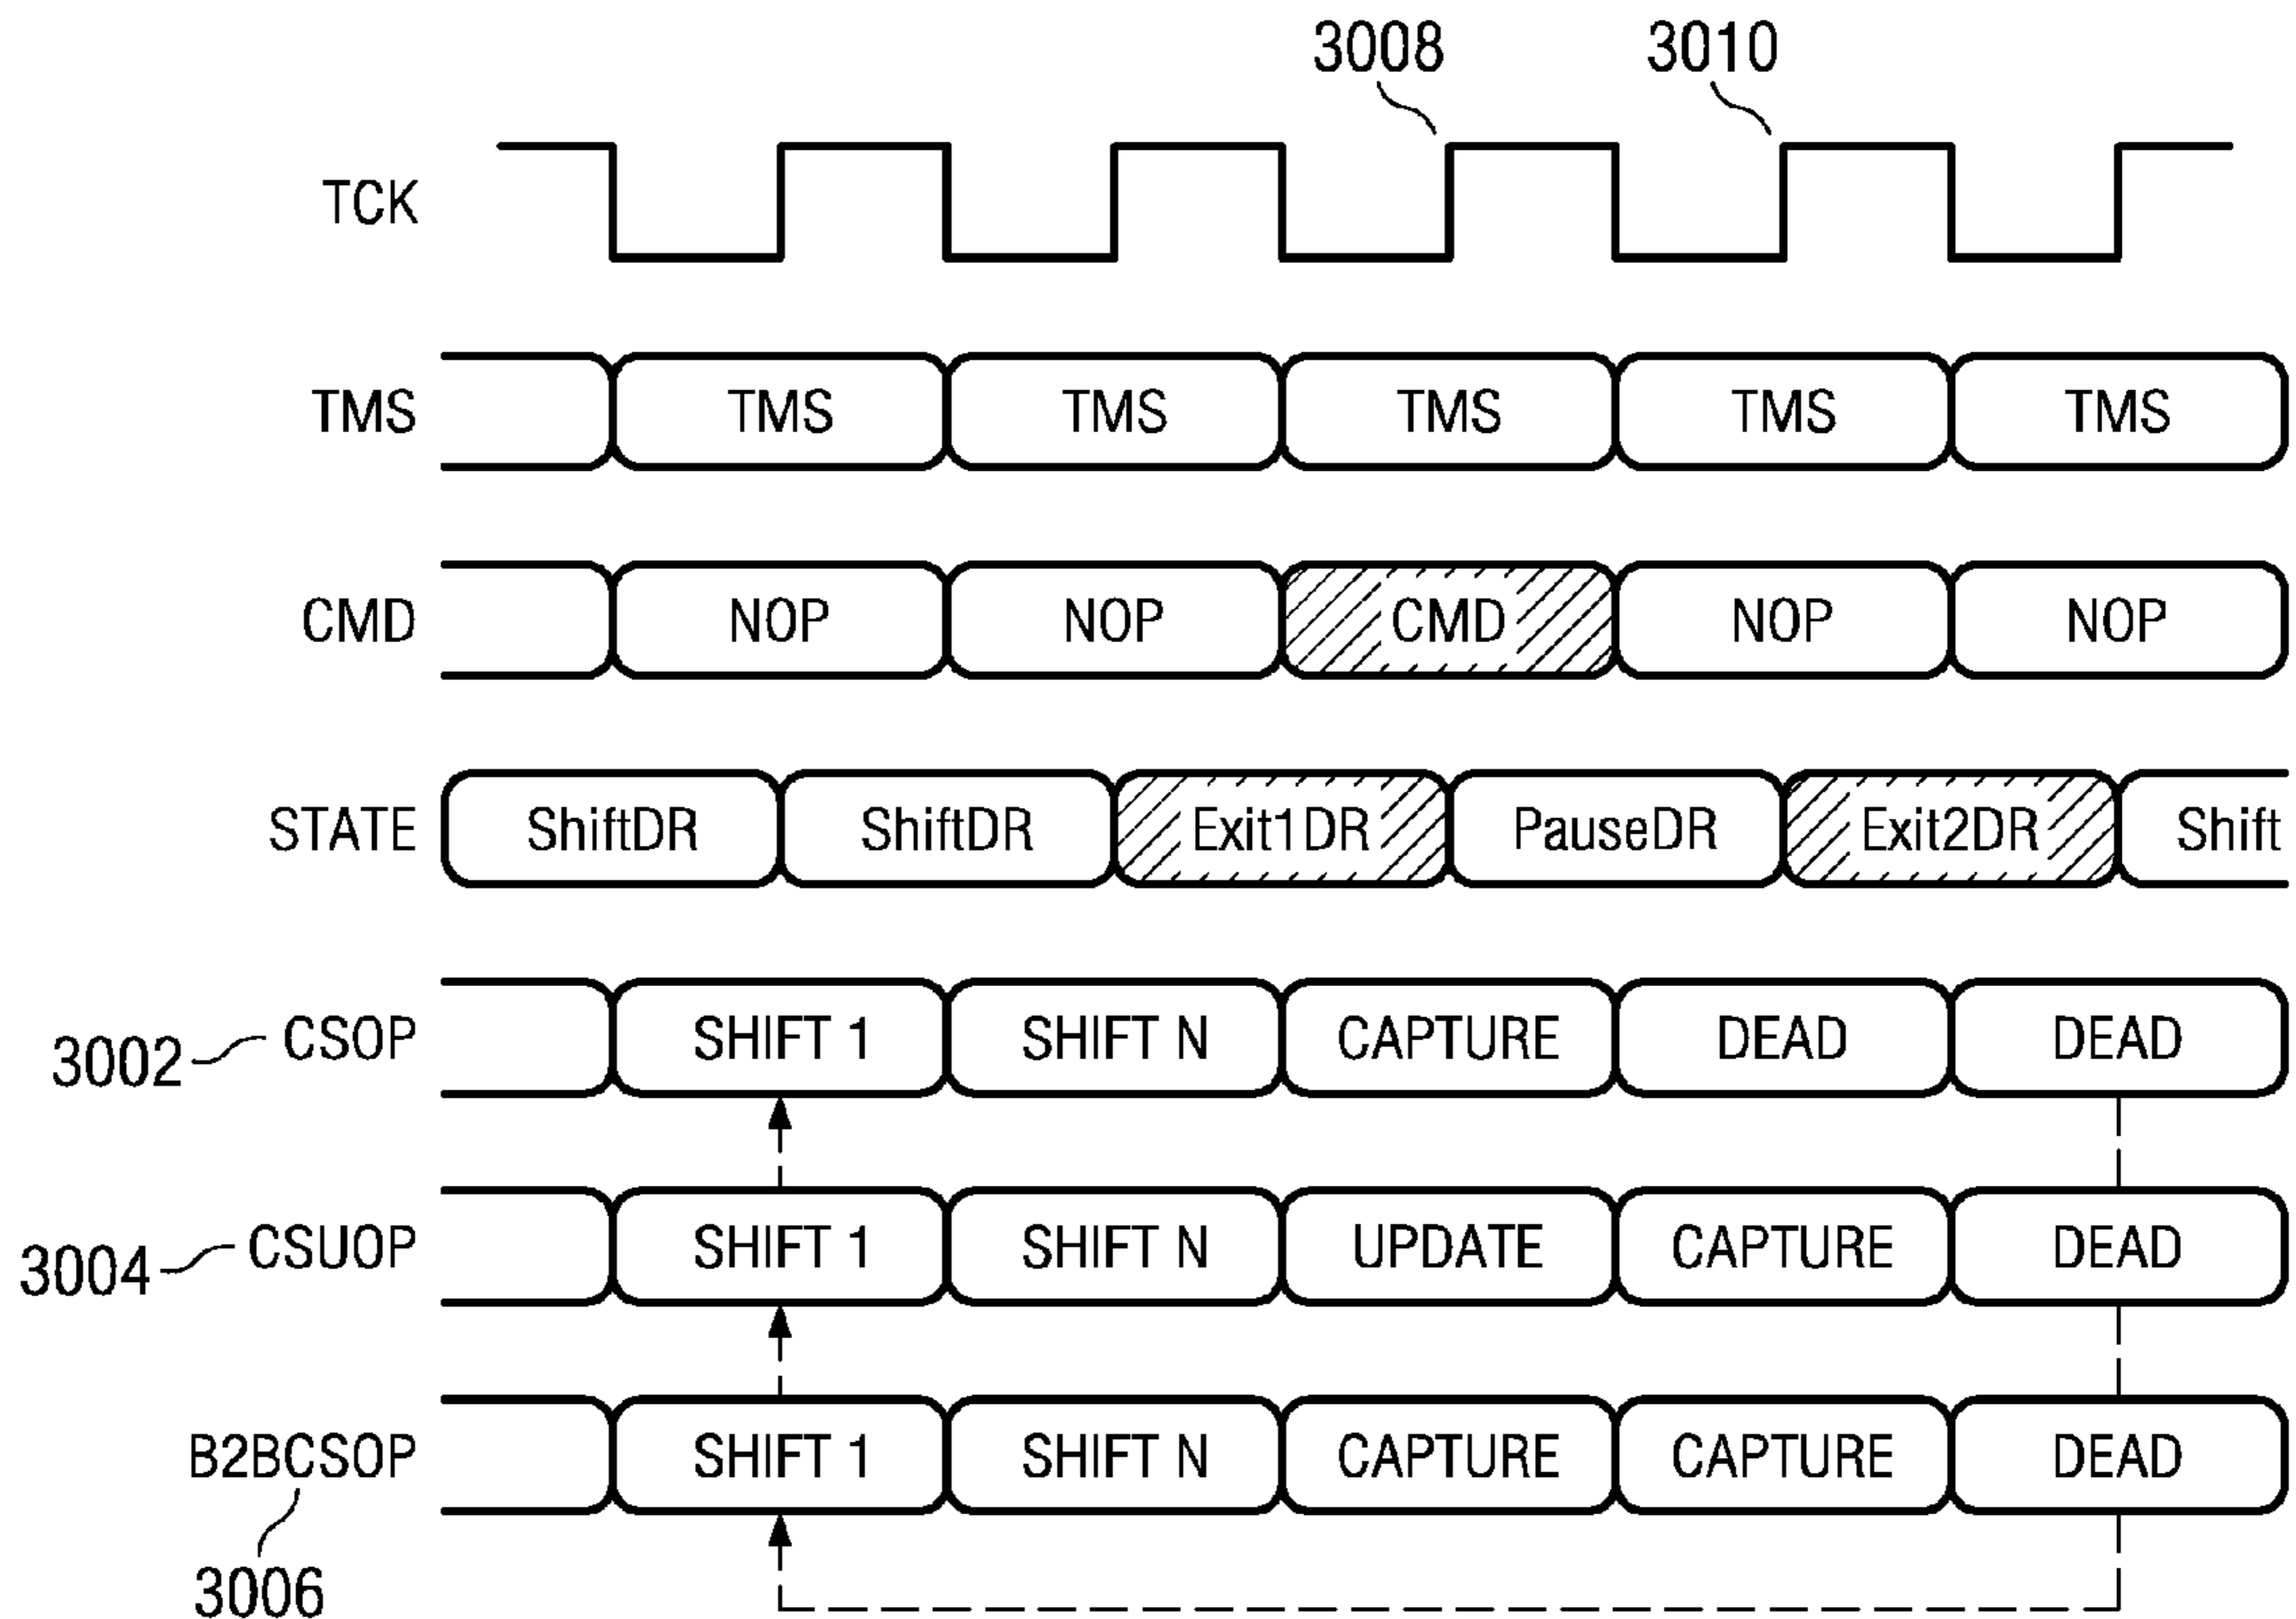 3008 3010
TCK
TMS TMS TMS TMS TMS TMS
CMD NOP NOP CMD NOP NOP
STATE ShiftDR ShiftDR Exit1DR PauseDR Exit2DR Shift
3002 CSOP SHIFT 1 SHIFT N CAPTURE DEAD DEAD
3004 CSUOP SHIFT 1 SHIFT N UPDATE CAPTURE DEAD
B2BCSOP SHIFT 1 SHIFT N CAPTURE CAPTURE DEAD
3006